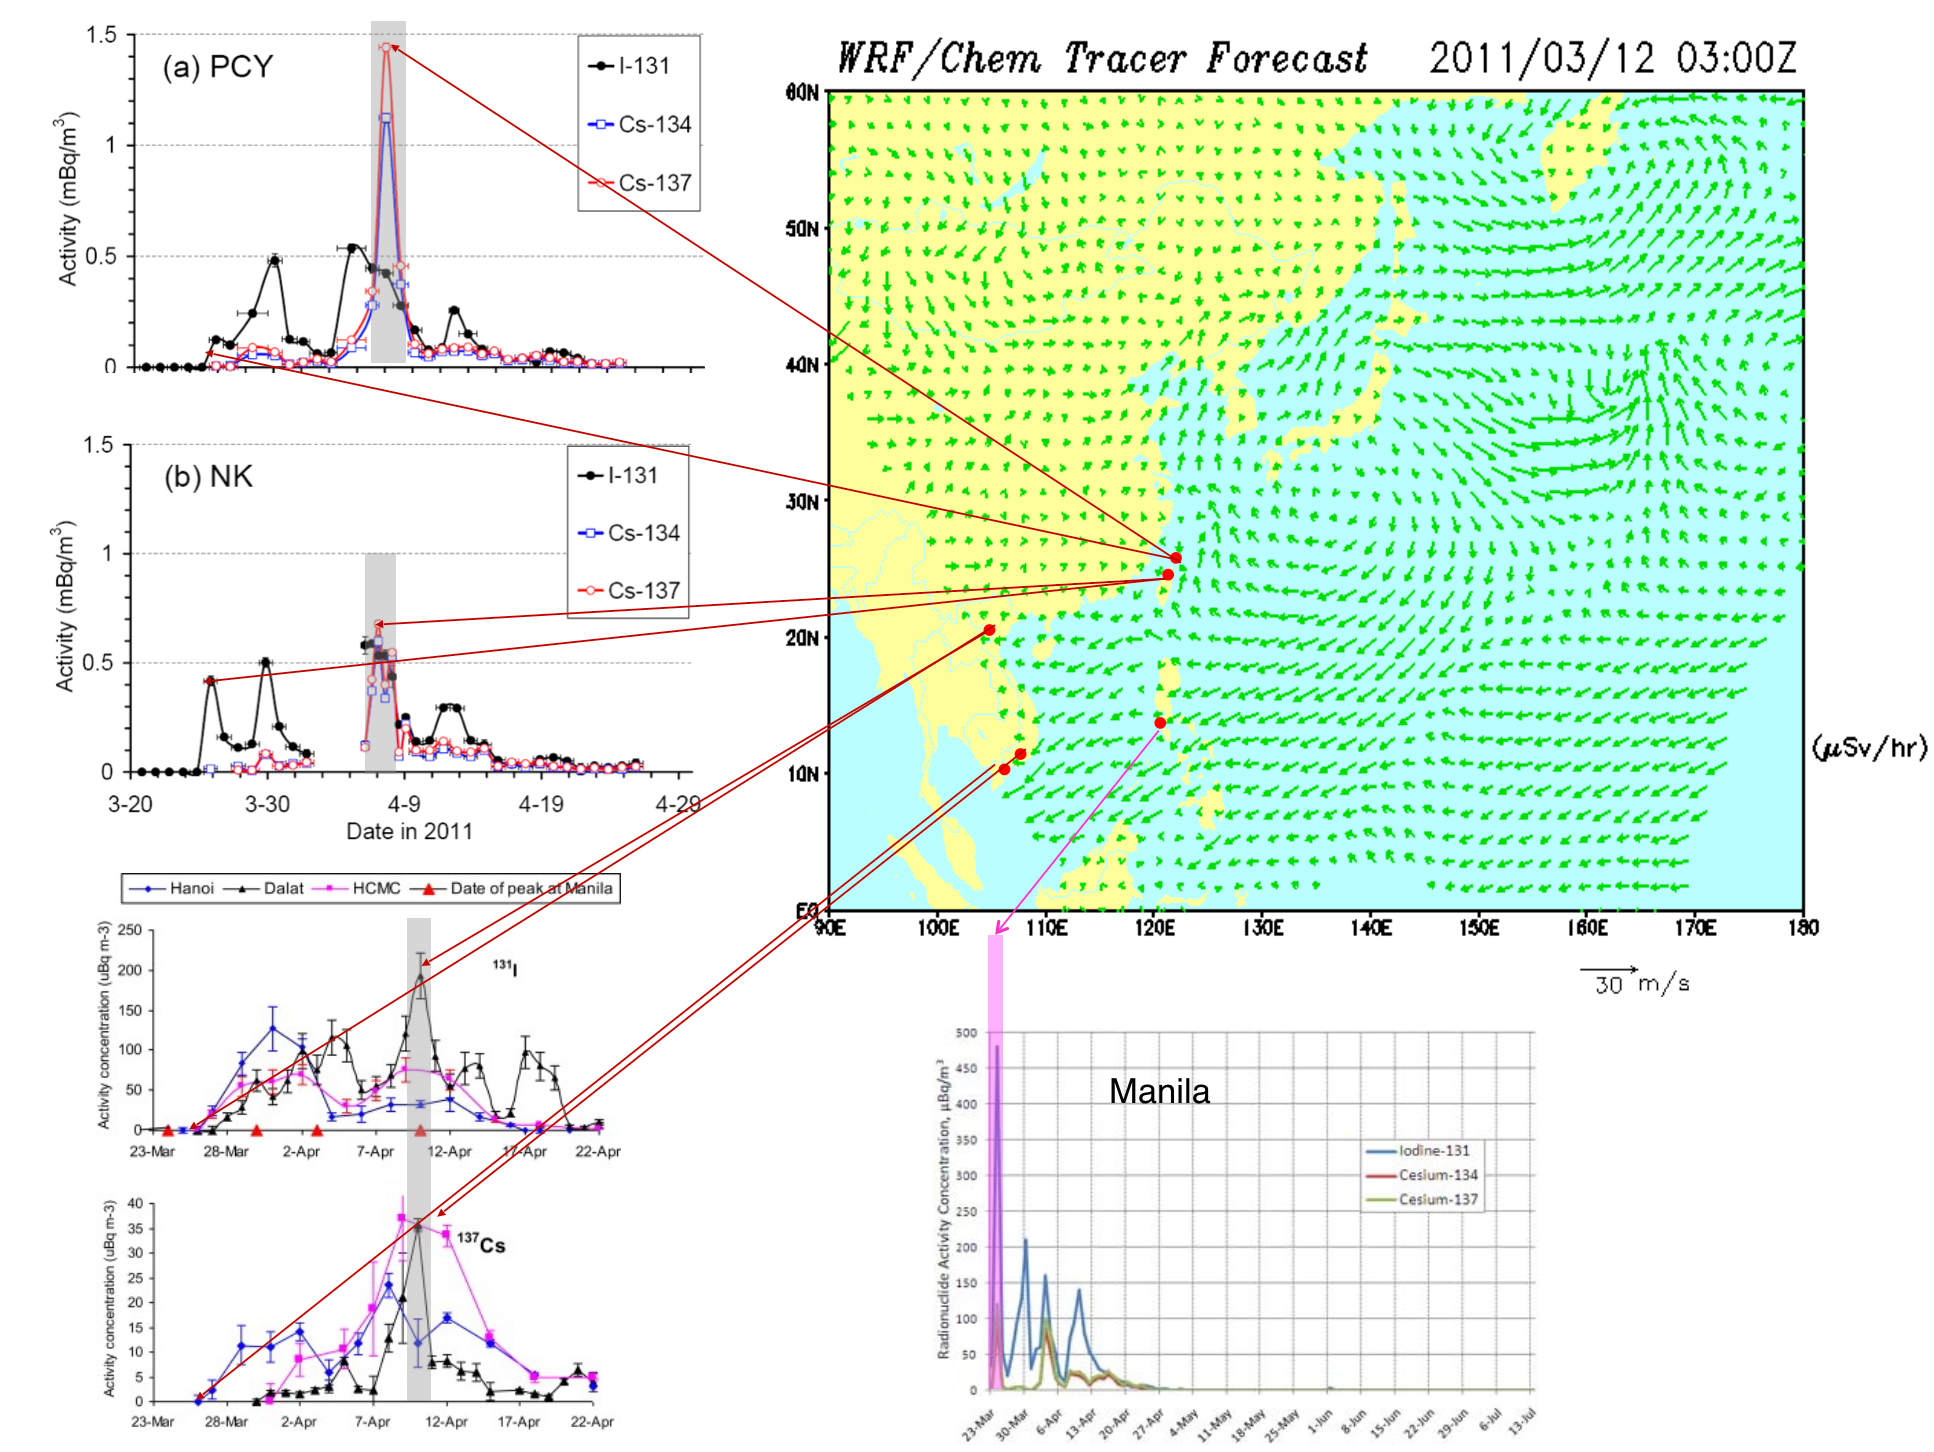 (a) PCY
Activity (mBq/m³)
1.5
1
0.5
0
I-131
Cs-134
Cs-137
(b) NK
Activity (mBq/m³)
1.5
1
0.5
0
I-131
Cs-134
Cs-137
3-20 3-30 4-9 4-19 4-29
Date in 2011
Hanoi Dalat HCMC Date of peak at Manila
Activity concentration (uBq m-3)
250
200
150
100
50
0
¹³¹I
23-Mar 28-Mar 2-Apr 7-Apr 12-Apr 17-Apr 22-Apr
Activity concentration (uBq m-3)
40
35
30
25
20
15
10
5
0
¹³⁷Cs
23-Mar 28-Mar 2-Apr 7-Apr 12-Apr 17-Apr 22-Apr
WRF/Chem Tracer Forecast 2011/03/12 03:00Z
60N
50N
40N
30N
20N
10N
EQ
90E 100E 110E 120E 130E 140E 150E 160E 170E 180
(μSv/hr)
30 m/s
Manila
Radionuclide Activity Concentration, μBq/m³
500
450
400
350
300
250
200
150
100
50
0
Iodine-131
Cesium-134
Cesium-137
23-Mar 30-Mar 6-Apr 13-Apr 20-Apr 27-Apr 4-May 11-May 18-May 25-May 1-Jun 8-Jun 15-Jun 22-Jun 29-Jun 6-Jul 13-Jul